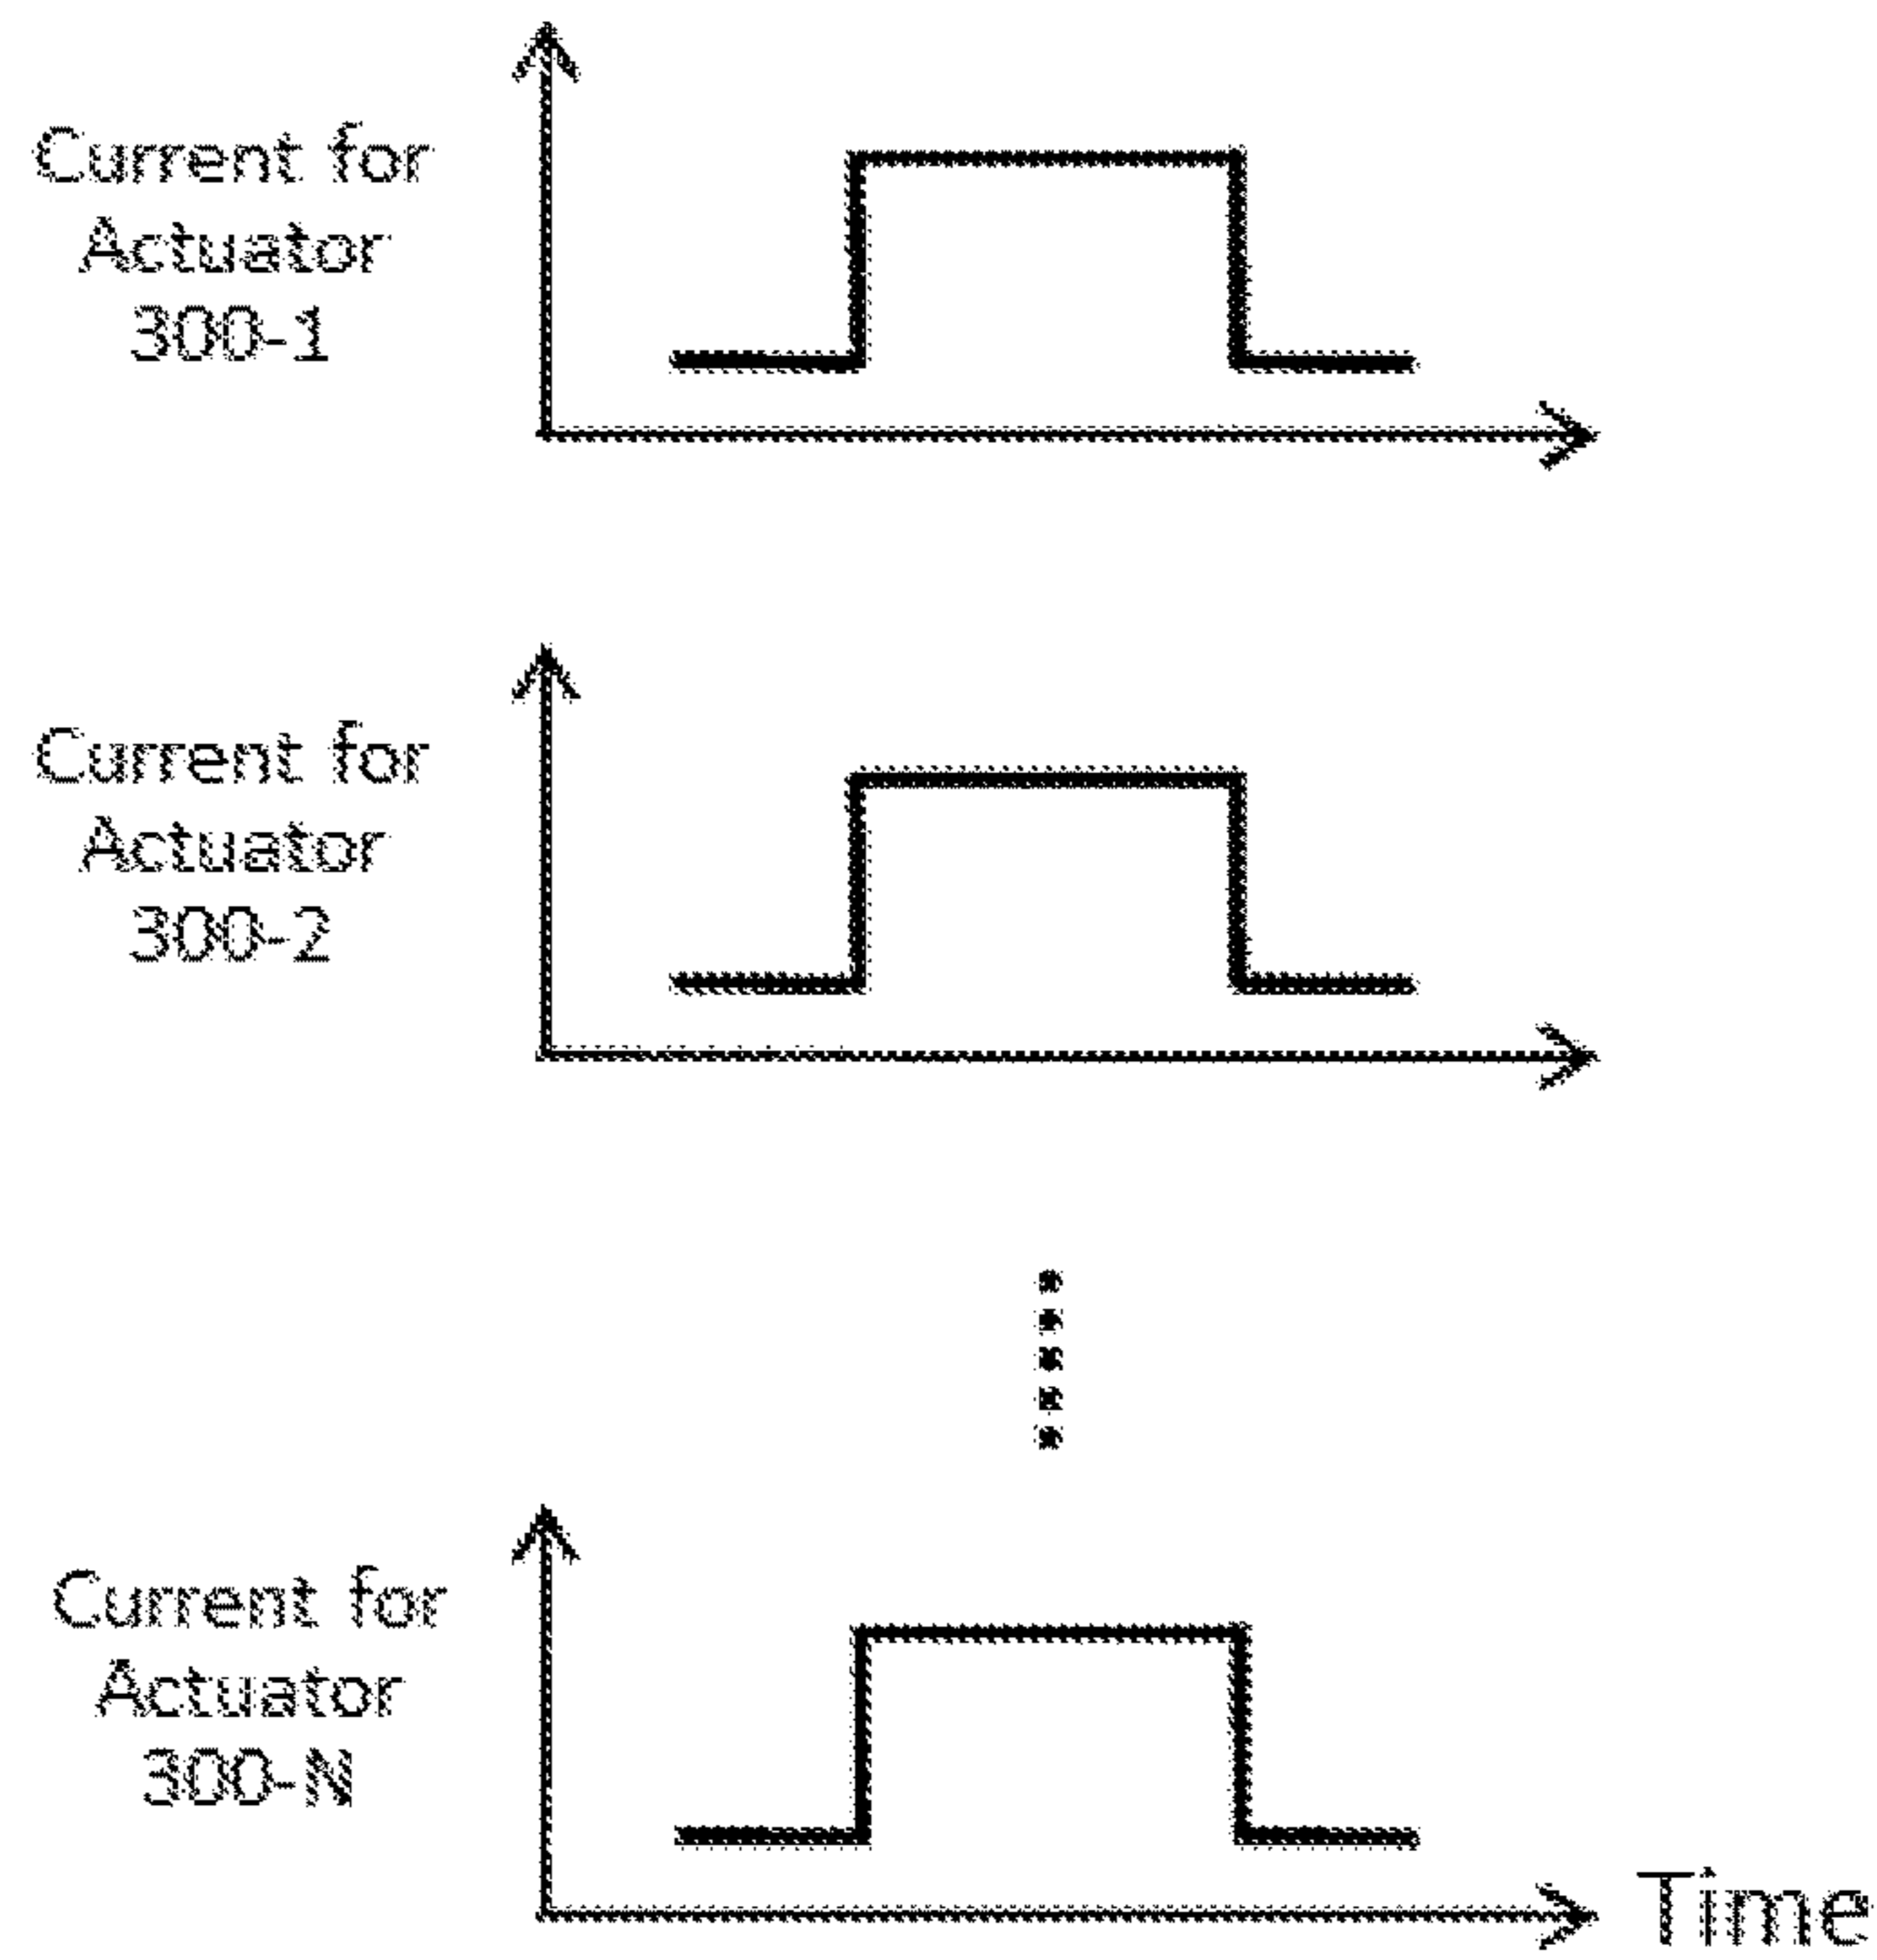 Current for
Actuator
300-1
Current for
Actuator
300-2
Current for
Actuator
300-N
Time